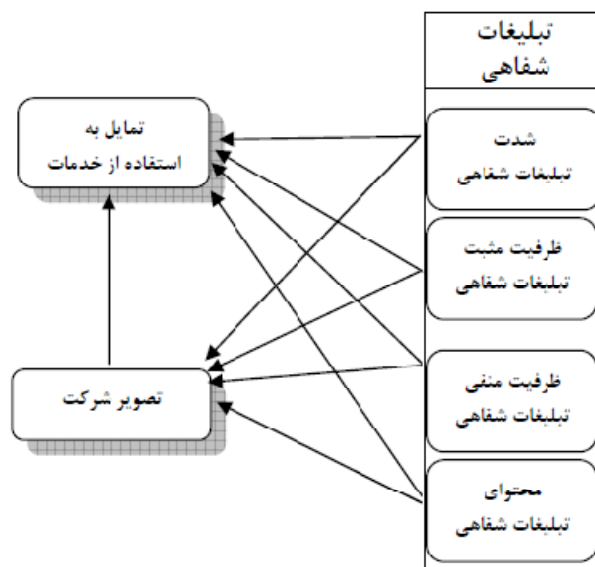 تبلیغات
شفاهی
شدت
تبلیغات شفاهی
ظرفیت مثبت
تبلیغات شفاهی
ظرفیت منفی
تبلیغات شفاهی
محتوای
تبلیغات شفاهی
تمایل به
استفاده از خدمات
تصویر شرکت